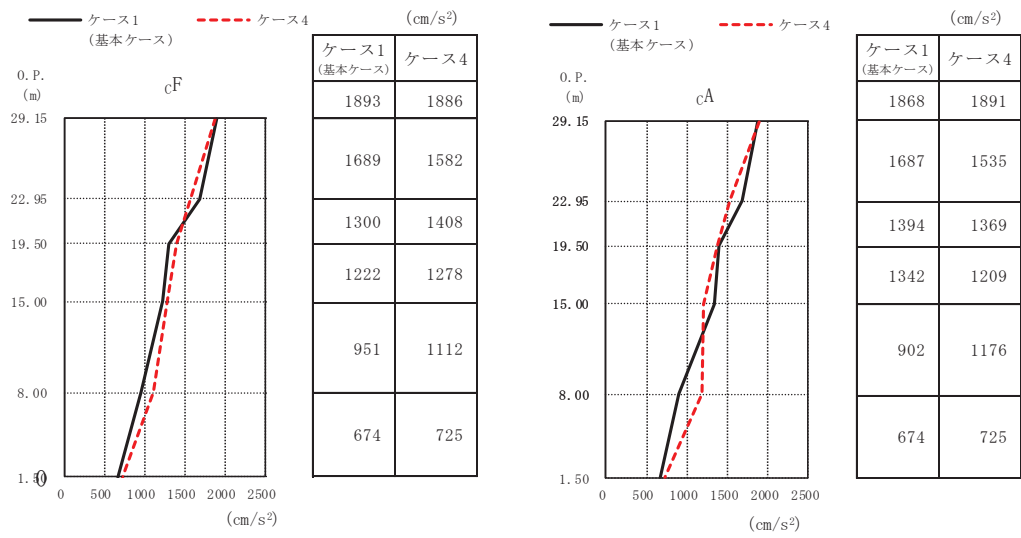 ケース1 ケース4 (cm/s²)
(基本ケース)
ケース1 ケース4
(基本ケース)
O.P.
(m)
cF
1893 1886
29.15
1689 1582
22.95
1300 1408
19.50
1222 1278
15.00
951 1112
8.00
674 725
1.50
0
0 500 1000 1500 2000 2500
(cm/s²)
ケース1 ケース4 (cm/s²)
(基本ケース)
ケース1 ケース4
(基本ケース)
O.P.
(m)
cA
1868 1891
29.15
1687 1535
22.95
1394 1369
19.50
1342 1209
15.00
902 1176
8.00
674 725
1.50
0 500 1000 1500 2000 2500
(cm/s²)